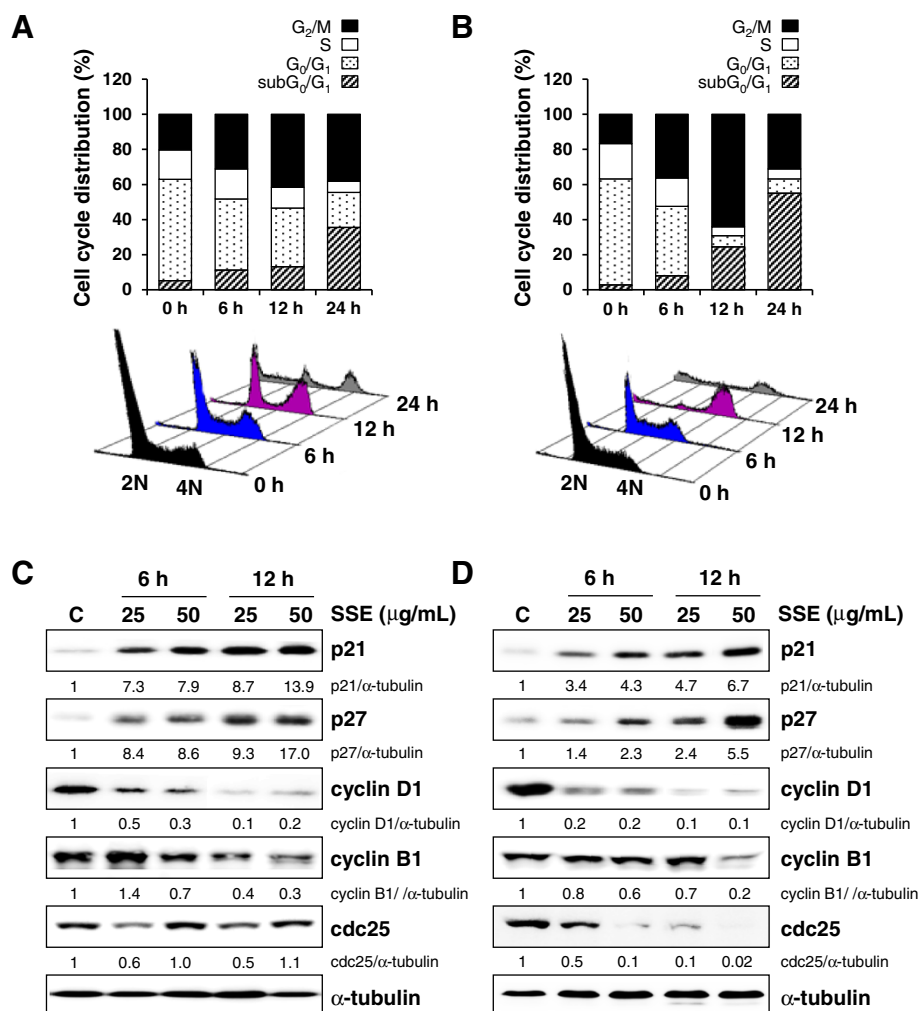 A
G₂/M
S
G₀/G₁
subG₀/G₁
Cell cycle distribution (%)
120
100
80
60
40
20
0
0 h 6 h 12 h 24 h
2N 4N 0 h 6 h 12 h 24 h
B
G₂/M
S
G₀/G₁
subG₀/G₁
Cell cycle distribution (%)
120
100
80
60
40
20
0
0 h 6 h 12 h 24 h
2N 4N 0 h 6 h 12 h 24 h
C
6 h 12 h
C 25 50 25 50 SSE (μg/mL)
p21
1 7.3 7.9 8.7 13.9 p21/α-tubulin
p27
1 8.4 8.6 9.3 17.0 p27/α-tubulin
cyclin D1
1 0.5 0.3 0.1 0.2 cyclin D1/α-tubulin
cyclin B1
1 1.4 0.7 0.4 0.3 cyclin B1/ /α-tubulin
cdc25
1 0.6 1.0 0.5 1.1 cdc25/α-tubulin
α-tubulin
D
6 h 12 h
C 25 50 25 50 SSE (μg/mL)
p21
1 3.4 4.3 4.7 6.7 p21/α-tubulin
p27
1 1.4 2.3 2.4 5.5 p27/α-tubulin
cyclin D1
1 0.2 0.2 0.1 0.1 cyclin D1/α-tubulin
cyclin B1
1 0.8 0.6 0.7 0.2 cyclin B1/ /α-tubulin
cdc25
1 0.5 0.1 0.1 0.02 cdc25/α-tubulin
α-tubulin